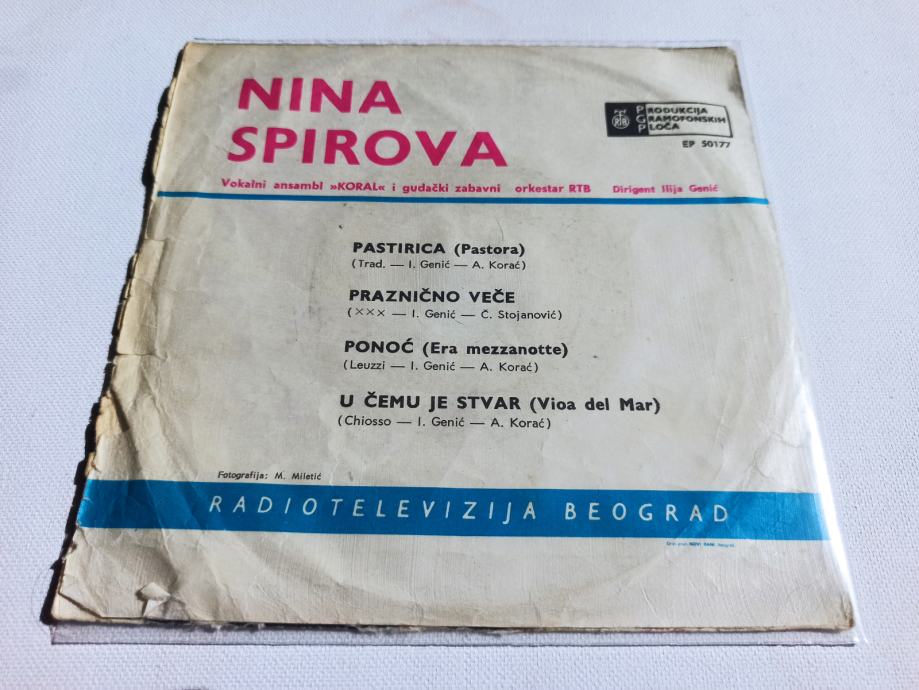 NINA
SPIROVA
PRODUKCIJA
GRAMOFONSKIH
PLOČA
RTB
EP 50177
Vokalni ansambl »KORAL« i gudački zabavni orkestar RTB Dirigent Ilija Genić
PASTIRICA (Pastora)
(Trad. — I. Genić — A. Korać)
PRAZNIČNO VEČE
(××× — I. Genić — Č. Stojanović)
PONOĆ (Era mezzanotte)
(Leuzzi — I. Genić — A. Korać)
U ČEMU JE STVAR (Vioa del Mar)
(Chiosso — I. Genić — A. Korać)
Fotografija: M. Miletić
RADIOTELEVIZIJA BEOGRAD